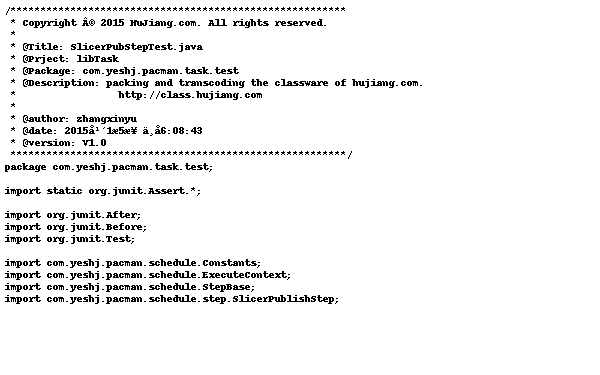 /********************************************************
 * Copyright Â© 2015 HuJiang.com. All rights reserved.
 *
 * @Title: SlicerPubStepTest.java
 * @Prject: libTask
 * @Package: com.yeshj.pacman.task.test
 * @Description: packing and transcoding the classware of hujiang.com.
 *                 http://class.hujiang.com
 *
 * @author: zhangxinyu
 * @date: 2015å¹´1æ5æ¥ ä¸å6:08:43
 * @version: V1.0
 ********************************************************/
package com.yeshj.pacman.task.test;

import static org.junit.Assert.*;

import org.junit.After;
import org.junit.Before;
import org.junit.Test;

import com.yeshj.pacman.schedule.Constants;
import com.yeshj.pacman.schedule.ExecuteContext;
import com.yeshj.pacman.schedule.StepBase;
import com.yeshj.pacman.schedule.step.SlicerPublishStep;